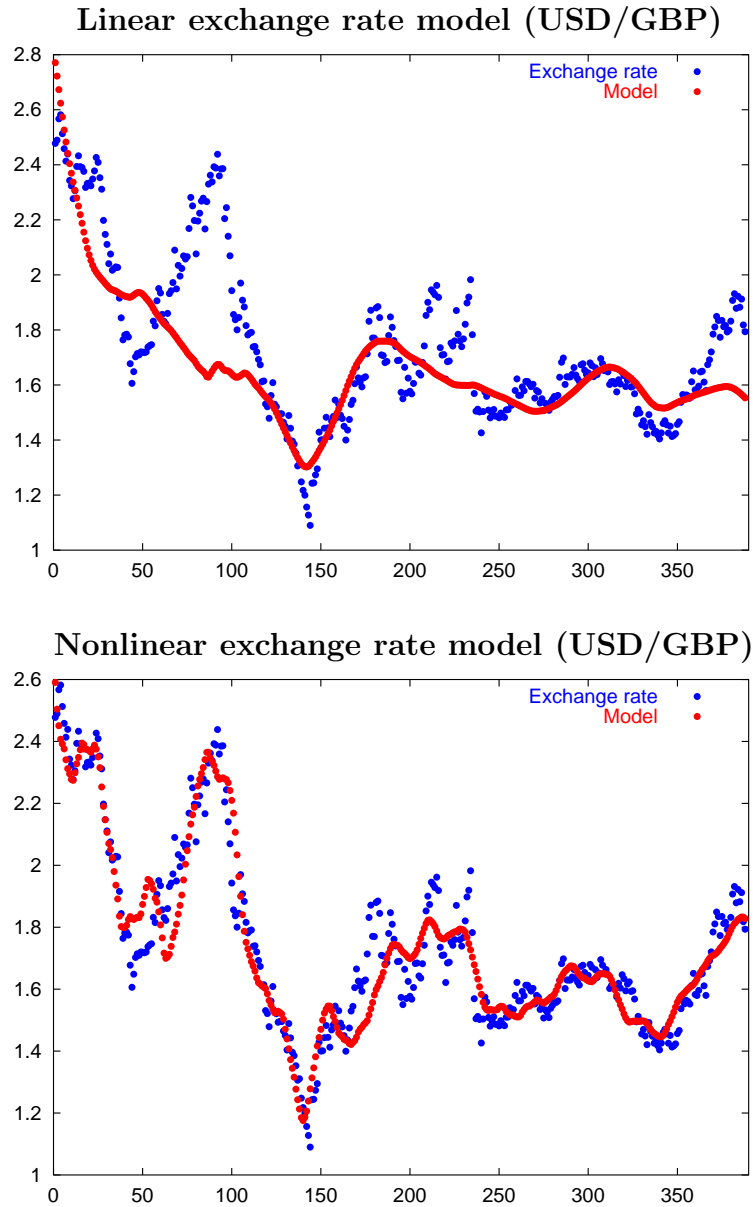 Linear exchange rate model (USD/GBP)
2.8
Exchange rate
Model
2.6
2.4
2.2
2
1.8
1.6
1.4
1.2
1
0 50 100 150 200 250 300 350
Nonlinear exchange rate model (USD/GBP)
2.6
Exchange rate
Model
2.4
2.2
2
1.8
1.6
1.4
1.2
1
0 50 100 150 200 250 300 350